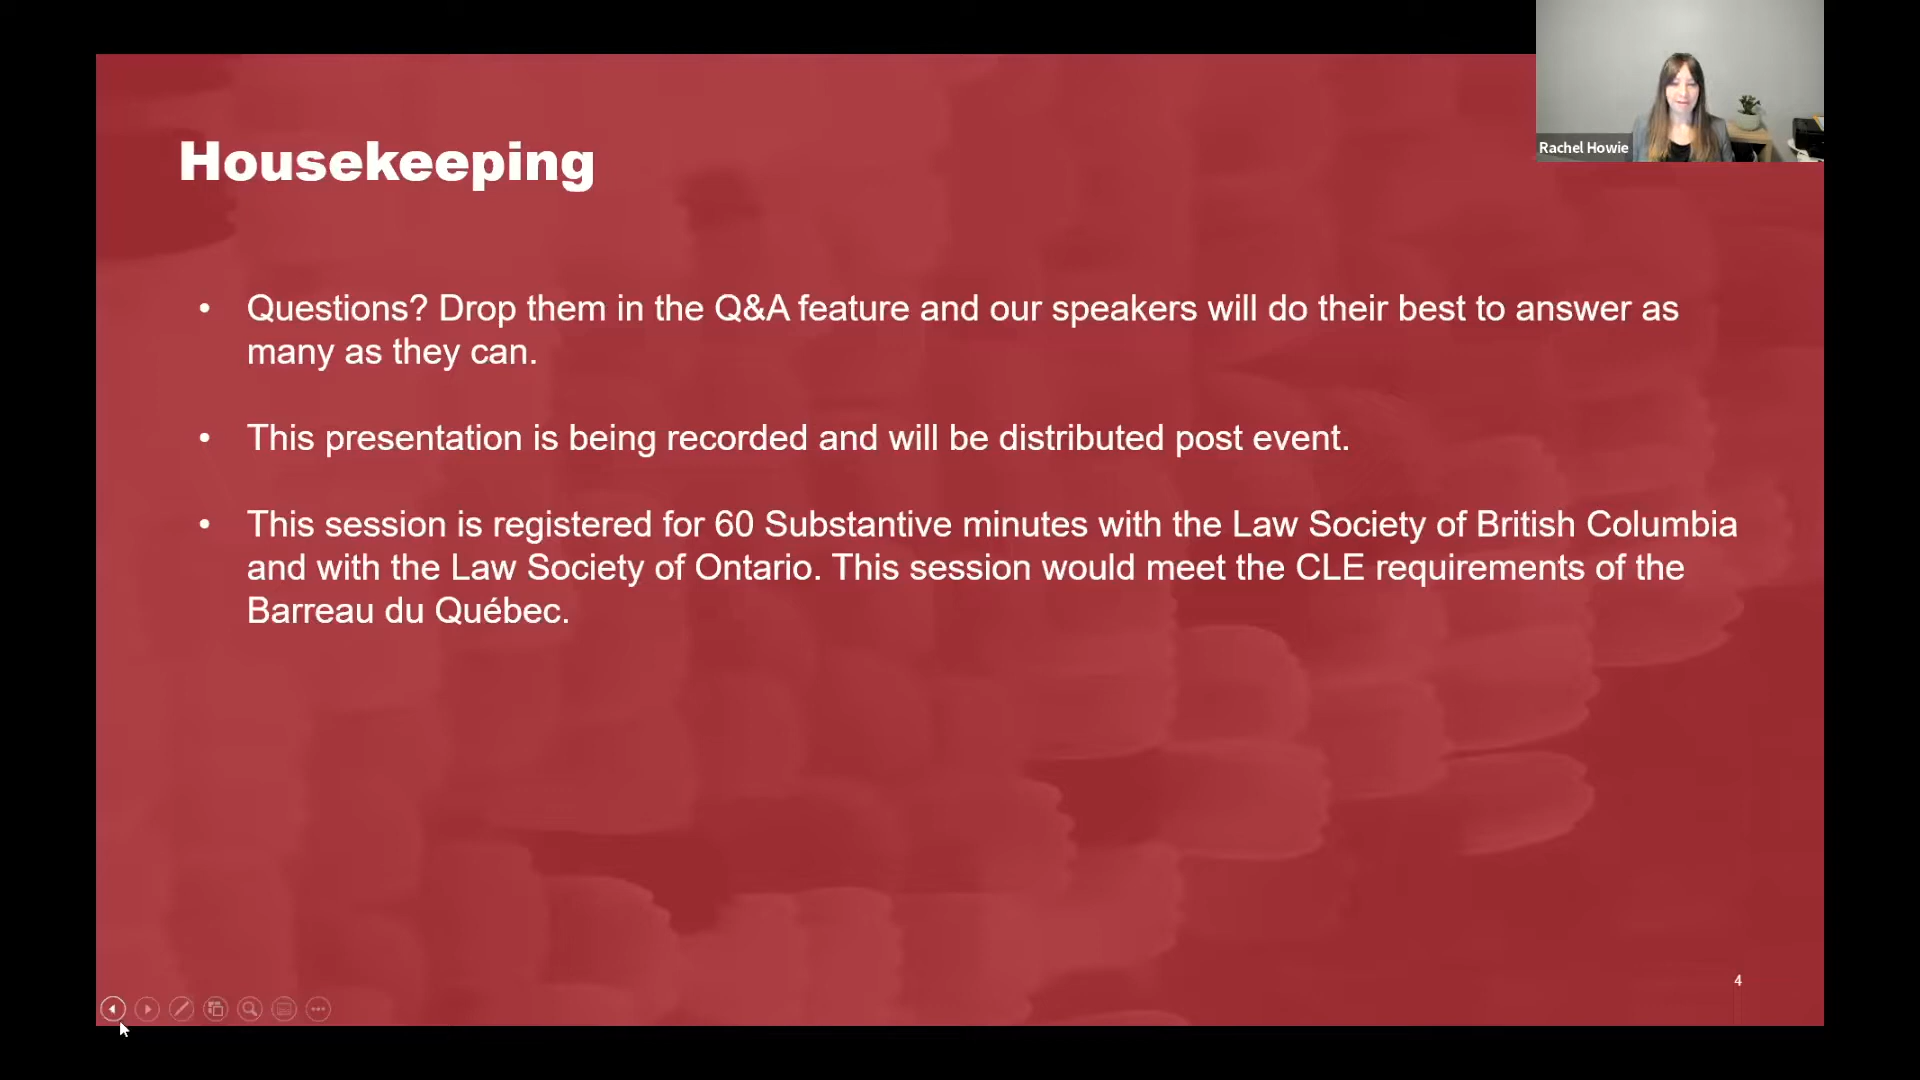 Housekeeping
Rachel Howie
• Questions? Drop them in the Q&A feature and our speakers will do their best to answer as
many as they can.
• This presentation is being recorded and will be distributed post event.
• This session is registered for 60 Substantive minutes with the Law Society of British Columbia
and with the Law Society of Ontario. This session would meet the CLE requirements of the
Barreau du Québec.
4